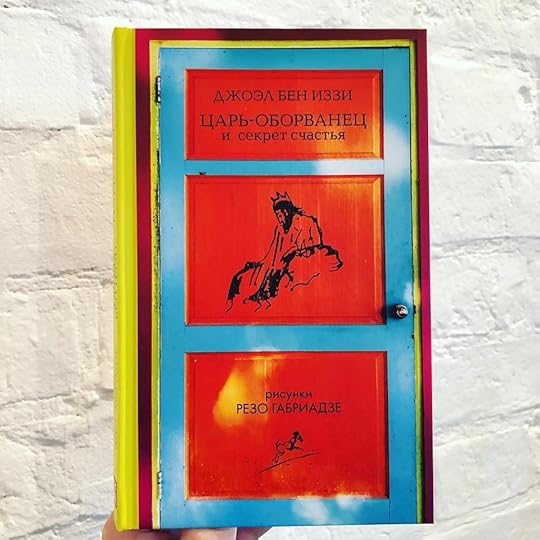 ДЖОЭЛ БЕН ИЗЗИ
ЦАРЬ-ОБОРВАНЕЦ
и секрет счастья
рисунки
РЕЗО ГАБРИАДЗЕ